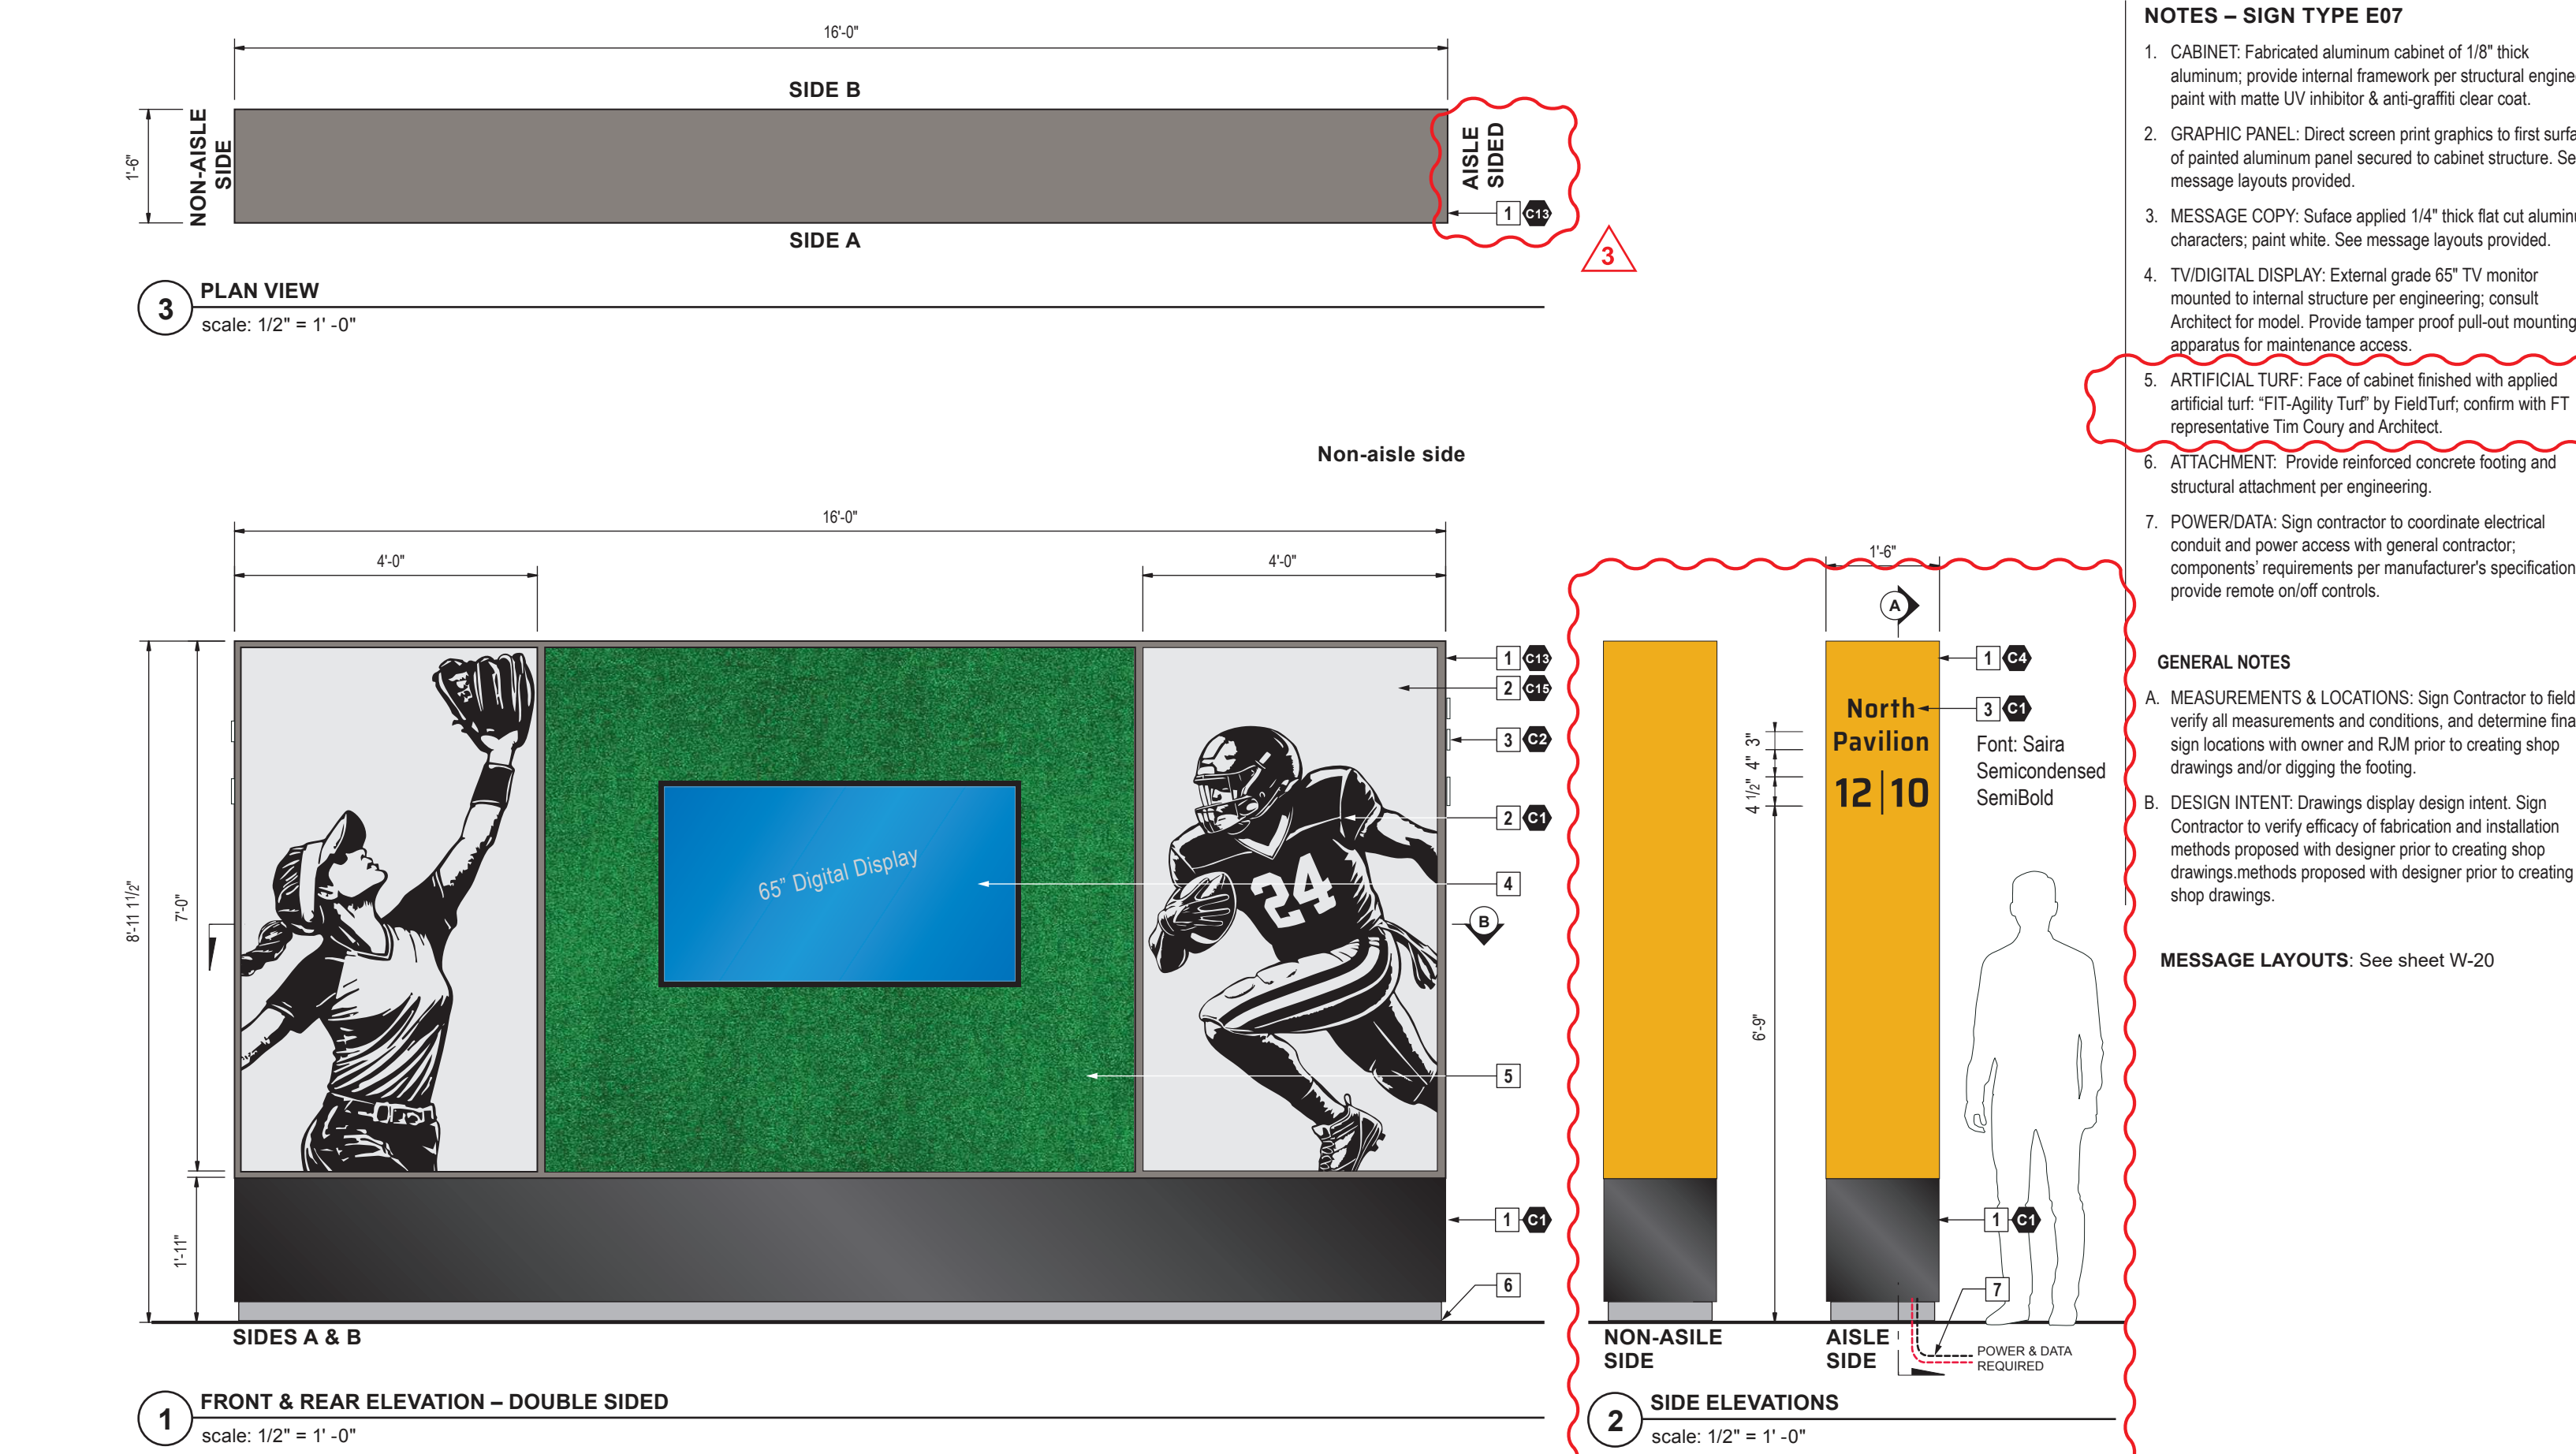 16'-0"
SIDE B
1'-6"
NON-AISLE
SIDE
AISLE
SIDED
1 C13
SIDE A
3
3 PLAN VIEW
scale: 1/2" = 1' -0"
Non-aisle side
16'-0"
4'-0"
4'-0"
8'-11 11/2"
7'-0"
1'-11"
65” Digital Display
24
1 C13
2 C15
3 C2
2 C1
4
B
5
1 C1
6
SIDES A & B
1 FRONT & REAR ELEVATION – DOUBLE SIDED
scale: 1/2" = 1' -0"
1'-6"
A
1 C4
North
Pavilion
12|10
3 C1
Font: Saira
Semicondensed
SemiBold
3"
4"
4 1/2"
6'-9"
1 C1
7
NON-ASILE
SIDE
AISLE
SIDE
POWER & DATA
REQUIRED
2 SIDE ELEVATIONS
scale: 1/2" = 1' -0"
NOTES – SIGN TYPE E07
1. CABINET: Fabricated aluminum cabinet of 1/8" thick
aluminum; provide internal framework per structural
paint with matte UV inhibitor & anti-graffiti clear coat.
2. GRAPHIC PANEL: Direct screen print graphics to first
of painted aluminum panel secured to cabinet structure.
message layouts provided.
3. MESSAGE COPY: Suface applied 1/4" thick flat cut
characters; paint white. See message layouts provided.
4. TV/DIGITAL DISPLAY: External grade 65" TV monitor
mounted to internal structure per engineering; consult
Architect for model. Provide tamper proof pull-out mounting
apparatus for maintenance access.
5. ARTIFICIAL TURF: Face of cabinet finished with applied
artificial turf: “FIT-Agility Turf” by FieldTurf; confirm with FT
representative Tim Coury and Architect.
6. ATTACHMENT: Provide reinforced concrete footing and
structural attachment per engineering.
7. POWER/DATA: Sign contractor to coordinate electrical
conduit and power access with general contractor;
components’ requirements per manufacturer's specification
provide remote on/off controls.
GENERAL NOTES
A. MEASUREMENTS & LOCATIONS: Sign Contractor to field
verify all measurements and conditions, and determine
sign locations with owner and RJM prior to creating shop
drawings and/or digging the footing.
B. DESIGN INTENT: Drawings display design intent. Sign
Contractor to verify efficacy of fabrication and installation
methods proposed with designer prior to creating shop
drawings.methods proposed with designer prior to creating
shop drawings.
MESSAGE LAYOUTS: See sheet W-20